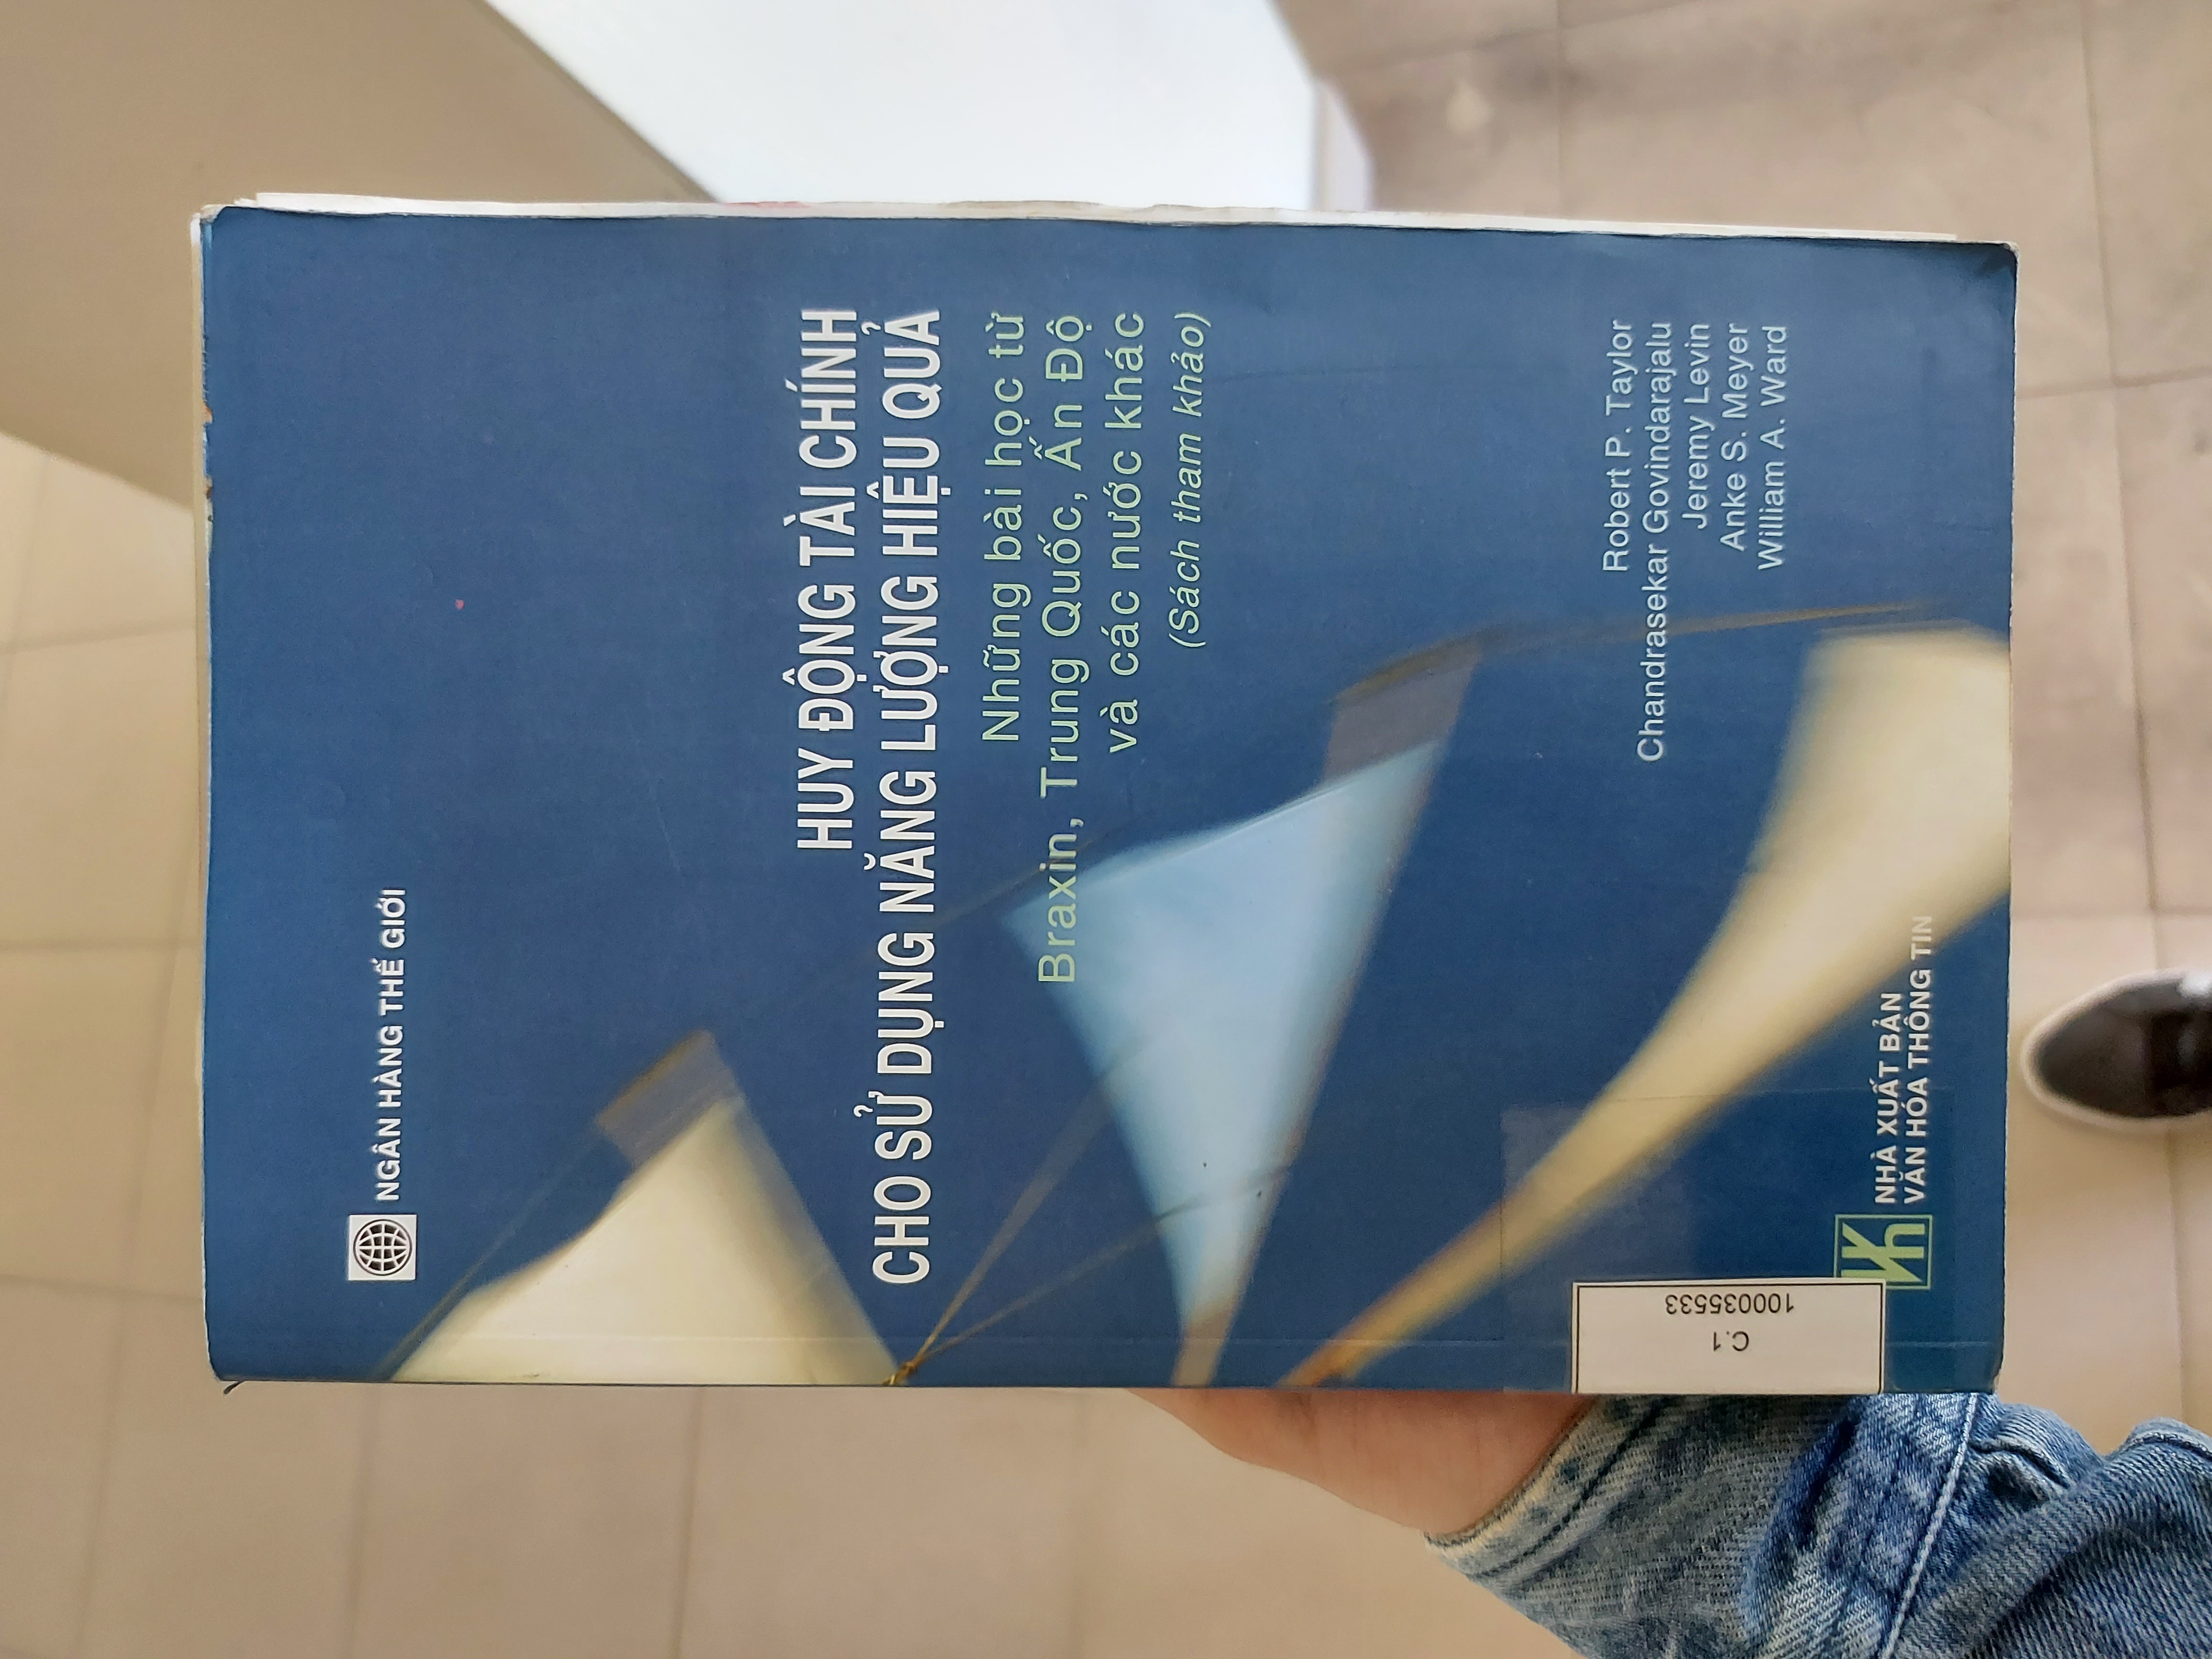 NGÂN HÀNG THẾ GIỚI
HUY ĐỘNG TÀI CHÍNH
CHO SỬ DỤNG NĂNG LƯỢNG HIỆU QUẢ
Những bài học từ
Braxin, Trung Quốc, Ấn Độ
và các nước khác
(Sách tham khảo)
Robert P. Taylor
Chandrasekar Govindarajalu
Jeremy Levin
Anke S. Meyer
William A. Ward
C.1
100035533
NHÀ XUẤT BẢN
VĂN HÓA THÔNG TIN